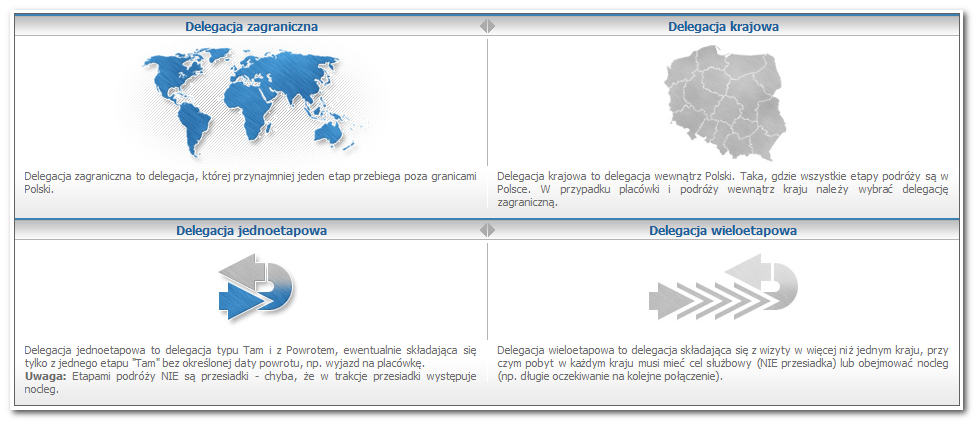 Delegacja zagraniczna
Delegacja krajowa
Delegacja zagraniczna to delegacja, której przynajmniej jeden etap przebiega poza granicami
Polski.
Delegacja krajowa to delegacja wewnątrz Polski. Taka, gdzie wszystkie etapy podróży są w
Polsce. W przypadku placówki i podróży wewnątrz kraju należy wybrać delegację
zagraniczną.
Delegacja jednoetapowa
Delegacja wieloetapowa
Delegacja jednoetapowa to delegacja typu Tam i z Powrotem, ewentualnie składająca się
tylko z jednego etapu "Tam" bez określonej daty powrotu, np. wyjazd na placówkę.
Uwaga: Etapami podróży NIE są przesiadki - chyba, że w trakcje przesiadki występuje
nocleg.
Delegacja wieloetapowa to delegacja składająca się z wizyty w więcej niż jednym kraju, przy
czym pobyt w każdym kraju musi mieć cel służbowy (NIE przesiadka) lub obejmować nocleg
(np. długie oczekiwanie na kolejne połączenie).